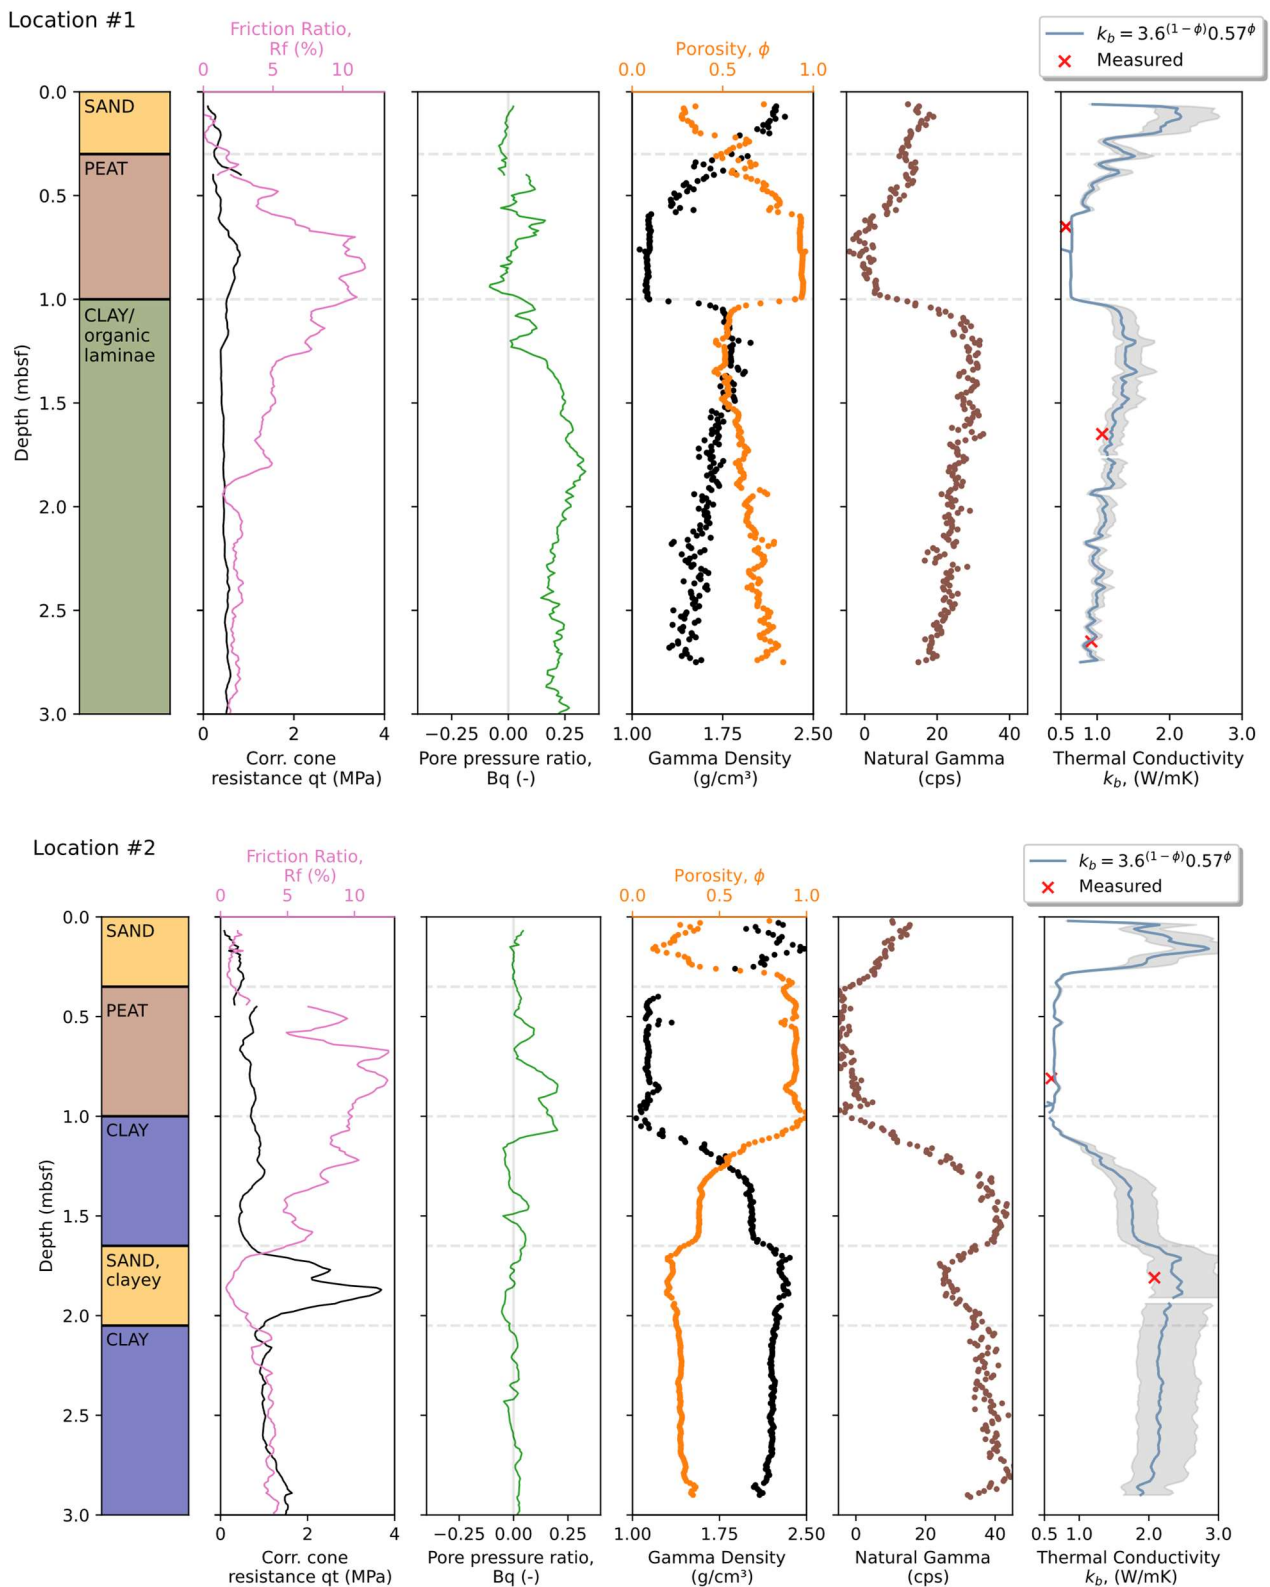 Location #1
Friction Ratio,
Rf (%)
0 5 10
Porosity, ϕ
0.0 0.5 1.0
k_b = 3.6^(1−ϕ)0.57^ϕ
Measured
0.0
0.5
1.0
1.5
2.0
2.5
3.0
Depth (mbsf)
SAND
PEAT
CLAY/
organic
laminae
0 2 4
Corr. cone
resistance qt (MPa)
−0.25 0.00 0.25
Pore pressure ratio,
Bq (-)
1.00 1.75 2.50
Gamma Density
(g/cm³)
0 20 40
Natural Gamma
(cps)
0.5 1.0 2.0 3.0
Thermal Conductivity
k_b, (W/mK)
Location #2
Friction Ratio,
Rf (%)
0 5 10
Porosity, ϕ
0.0 0.5 1.0
k_b = 3.6^(1−ϕ)0.57^ϕ
Measured
0.0
0.5
1.0
1.5
2.0
2.5
3.0
Depth (mbsf)
SAND
PEAT
CLAY
SAND,
clayey
CLAY
0 2 4
Corr. cone
resistance qt (MPa)
−0.25 0.00 0.25
Pore pressure ratio,
Bq (-)
1.00 1.75 2.50
Gamma Density
(g/cm³)
0 20 40
Natural Gamma
(cps)
0.5 1.0 2.0 3.0
Thermal Conductivity
k_b, (W/mK)